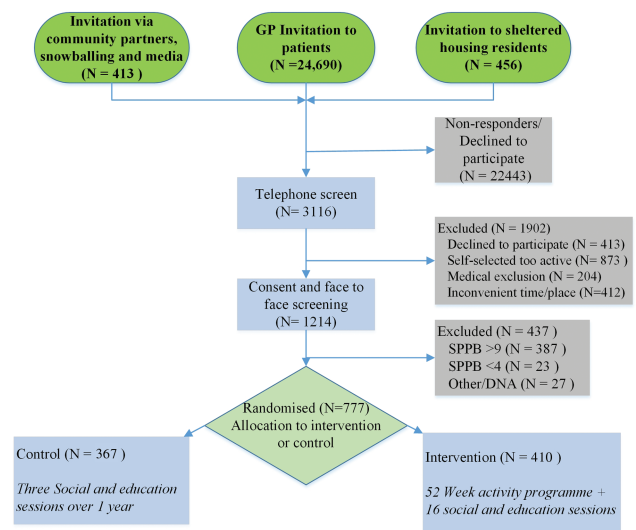 Invitation via
community partners,
snowballing and media
(N = 413 )
GP Invitation to
patients
(N =24,690)
Invitation to sheltered
housing residents
(N = 456)
Non-responders/
Declined to
participate
(N = 22443)
Telephone screen
(N= 3116)
Excluded (N = 1902)
Declined to participate (N = 413)
Self-selected too active (N= 873 )
Medical exclusion (N = 204)
Inconvenient time/place (N=412)
Consent and face to
face screening
(N= 1214)
Excluded (N = 437 )
SPPB >9 (N = 387 )
SPPB <4 (N = 23 )
Other/DNA (N = 27 )
Randomised (N=777)
Allocation to intervention
or control
Control (N = 367 )
Three Social and education
sessions over 1 year
Intervention (N = 410 )
52 Week activity programme +
16 social and education sessions